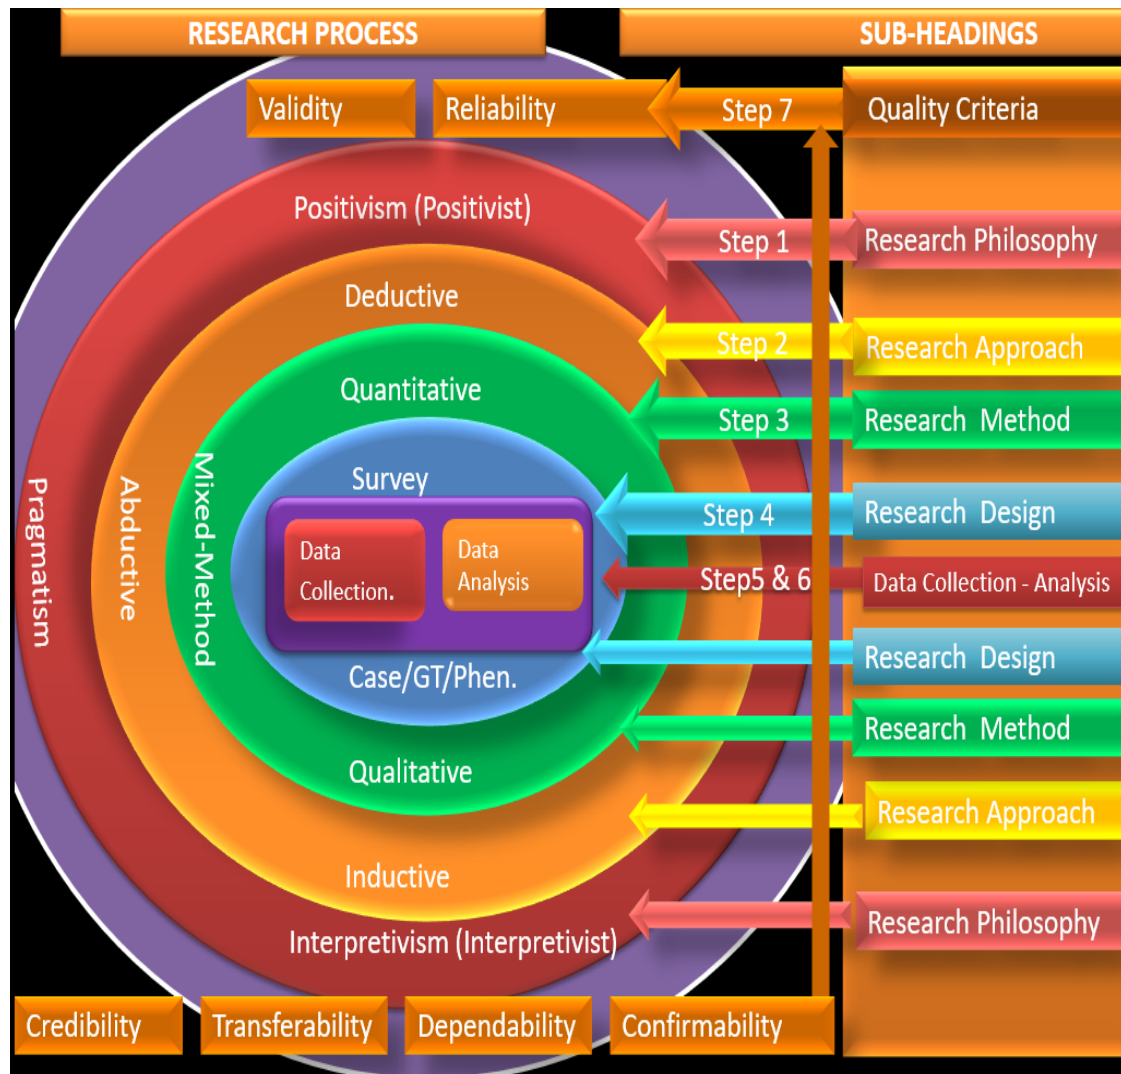 RESEARCH PROCESS
SUB-HEADINGS
Validity
Reliability
Step 7
Quality Criteria
Positivism (Positivist)
Step 1
Research Philosophy
Deductive
Step 2
Research Approach
Quantitative
Step 3
Research Method
Survey
Step 4
Research Design
Data
Collection.
Data
Analysis
Step5 & 6
Data Collection - Analysis
Pragmatism
Abductive
Mixed-Method
Case/GT/Phen.
Research Design
Research Method
Qualitative
Research Approach
Inductive
Research Philosophy
Interpretivism (Interpretivist)
Credibility
Transferability
Dependability
Confirmability